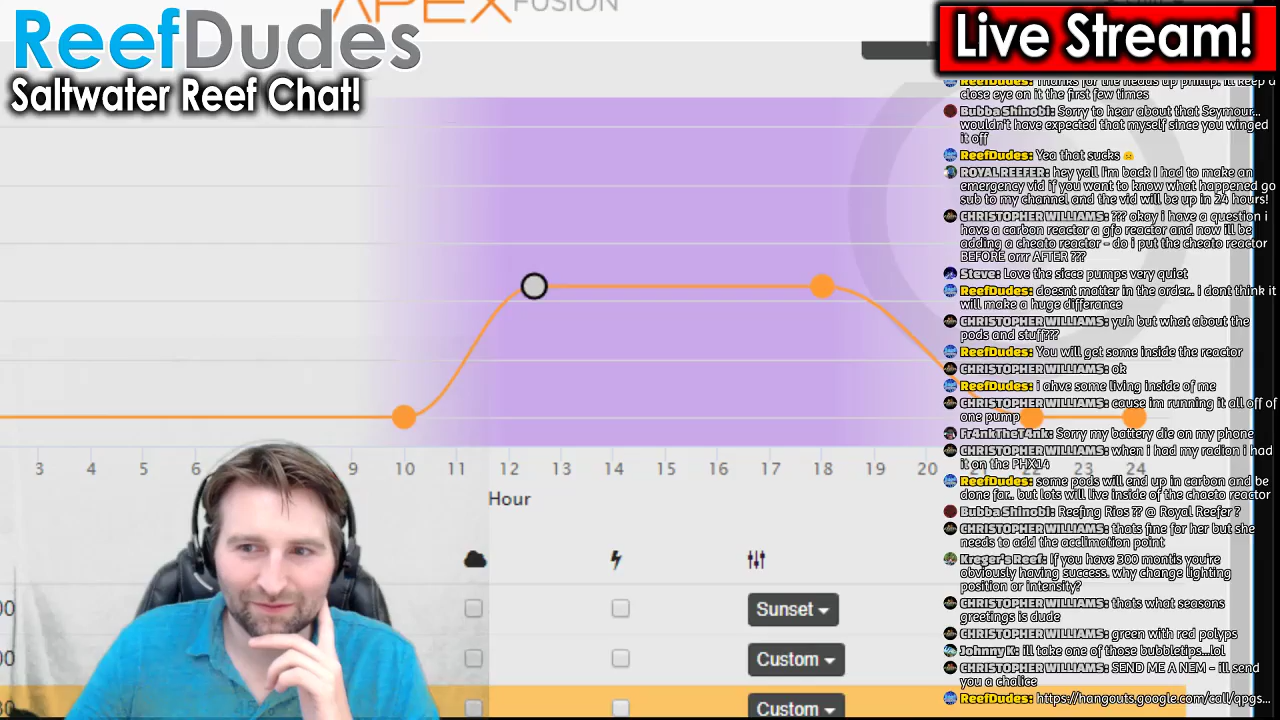 APEX FUSION
ReefDudes
Saltwater Reef Chat!
Live Stream!
ReefDudes: Thanks for the heads up phillip. ill keep a
close eye on it the first few times
Bubba Shinobi: Sorry to hear about that Seymour...
wouldn't have expected that myself since you winged
it off
ReefDudes: Yea that sucks
ROYAL REEFER: hey yall I'm back I had to make an
emergency vid if you want to know what happened go
sub to my channel and the vid will be up in 24 hours!
CHRISTOPHER WILLIAMS: ??? okay i have a question i
have a carbon reactor a gfo reactor and now ill be
adding a cheato reactor - do i put the cheato reactor
BEFORE orrr AFTER ???
Steve: Love the sicce pumps very quiet
ReefDudes: doesnt matter in the order.. i dont think it
will make a huge differance
CHRISTOPHER WILLIAMS: yuh but what about the
pods and stuff???
ReefDudes: You will get some inside the reactor
CHRISTOPHER WILLIAMS: ok
ReefDudes: i ahve some living inside of me
CHRISTOPHER WILLIAMS: cause im running it all off of
one pump
Fr4nkTheT4nk: Sorry my battery die on my phone
CHRISTOPHER WILLIAMS: when i had my radion i had
it on the PHX14
ReefDudes: some pods will end up in carbon and be
done for.. but lots will live inside of the chaeto reactor
Bubba Shinobi: Reefing Rios ?? @ Royal Reefer ?
CHRISTOPHER WILLIAMS: thats fine for her but she
needs to add the acclimation point
Kreger's Reef: If you have 300 montis you're
obviously having success. why change lighting
position or intensity?
CHRISTOPHER WILLIAMS: thats what seasons
greetings is dude
CHRISTOPHER WILLIAMS: green with red polyps
Johnny K: ill take one of those bubbletips...lol
CHRISTOPHER WILLIAMS: SEND ME A NEM - ill send
you a chalice
ReefDudes: https://hangouts.google.com/call/qpgs...
3 4 5 6 9 10 11 12 13 14 15 16 17 18 19 20 21 22 23 24
Hour
00 Sunset
00 Custom
30 Custom